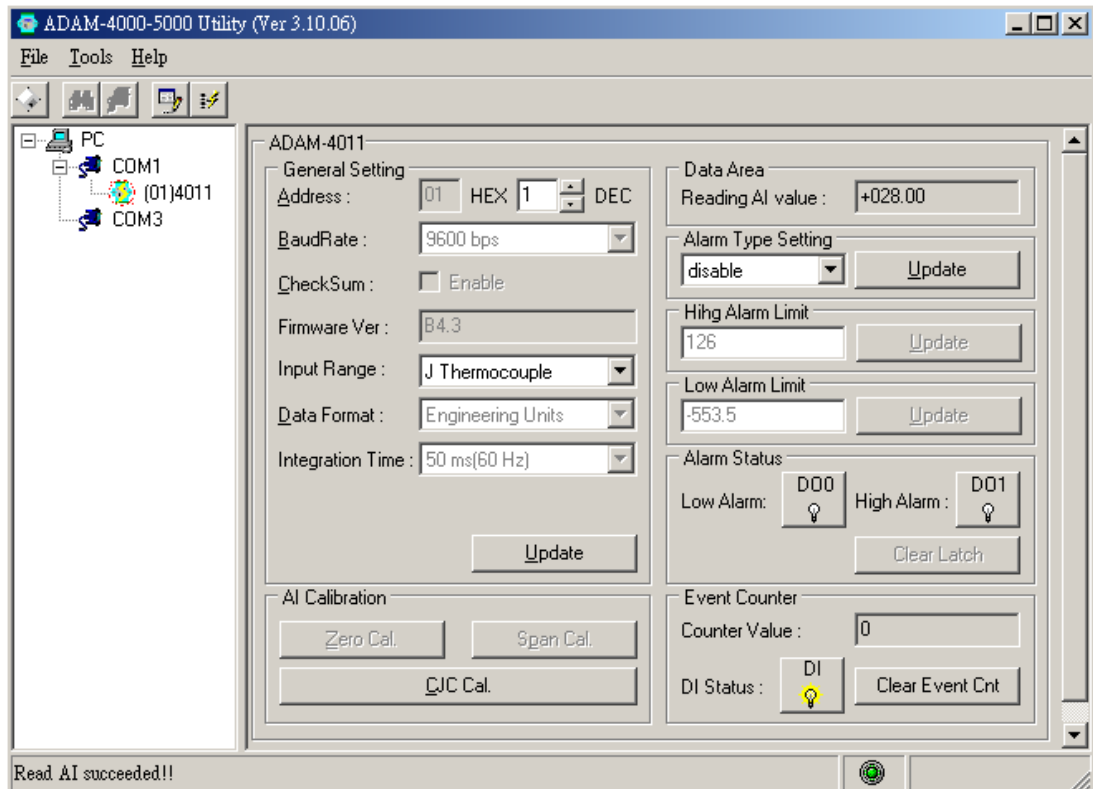 ADAM-4000-5000 Utility (Ver 3.10.06)
File Tools Help
PC
COM1
(01)4011
COM3
ADAM-4011
General Setting
Address : 01 HEX 1 DEC
BaudRate : 9600 bps
CheckSum : Enable
Firmware Ver : B4.3
Input Range : J Thermocouple
Data Format : Engineering Units
Integration Time : 50 ms(60 Hz)
Update
AI Calibration
Zero Cal. Span Cal.
CJC Cal.
Data Area
Reading AI value : +028.00
Alarm Type Setting
disable Update
Hihg Alarm Limit
126 Update
Low Alarm Limit
-553.5 Update
Alarm Status
Low Alarm: DO0 High Alarm : DO1
Clear Latch
Event Counter
Counter Value : 0
DI Status : DI Clear Event Cnt
Read AI succeeded!!